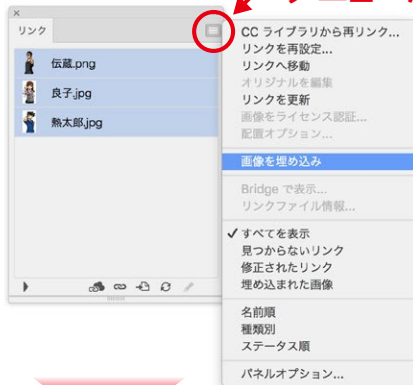 リンク
伝蔵.png
良子.jpg
熱太郎.jpg
CC ライブラリから再リンク...
リンクを再設定...
リンクへ移動
オリジナルを編集
リンクを更新
画像をライセンス認証...
配置オプション...
画像を埋め込み
Bridge で表示...
リンクファイル情報...
すべてを表示
見つからないリンク
修正されたリンク
埋め込まれた画像
名前順
種類別
ステータス順
パネルオプション...